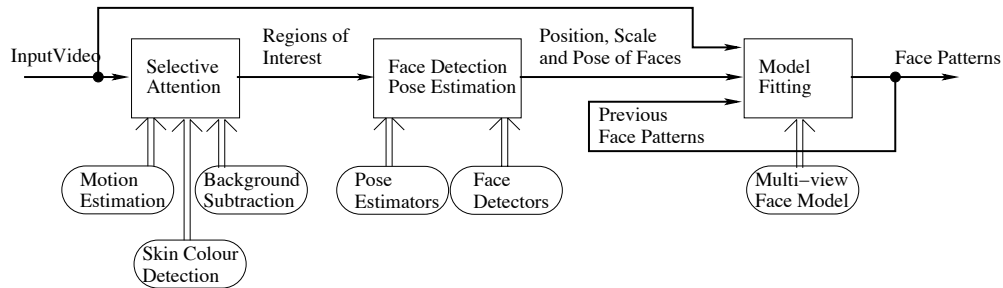 InputVideo
Selective
Attention
Regions of
Interest
Face Detection
Pose Estimation
Position, Scale
and Pose of Faces
Model
Fitting
Face Patterns
Previous
Face Patterns
Motion
Estimation
Background
Subtraction
Skin Colour
Detection
Pose
Estimators
Face
Detectors
Multi−view
Face Model